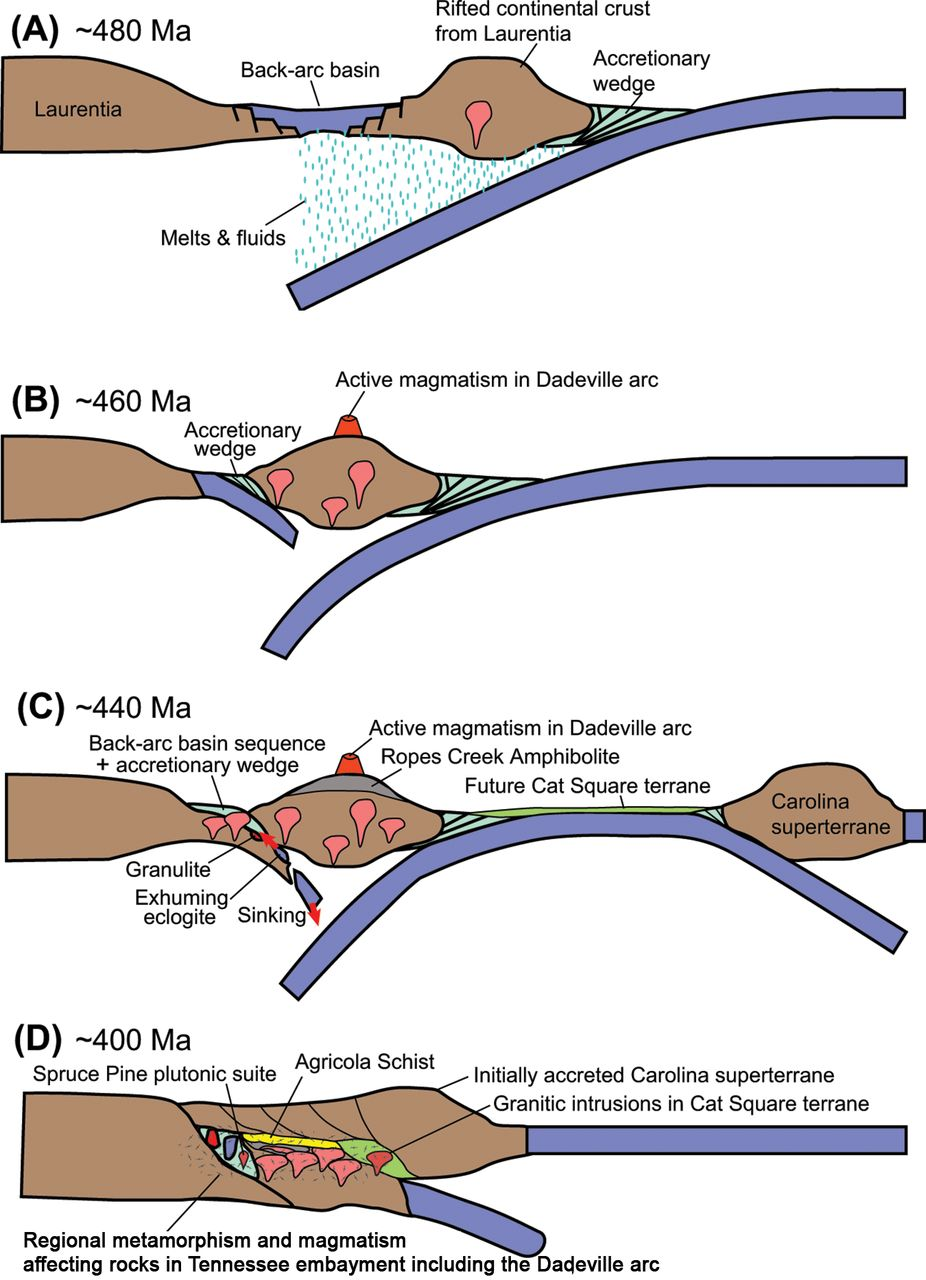 (A) ~480 Ma
Rifted continental crust
from Laurentia
Back-arc basin
Accretionary
wedge
Laurentia
Melts & fluids
(B) ~460 Ma
Active magmatism in Dadeville arc
Accretionary
wedge
(C) ~440 Ma
Active magmatism in Dadeville arc
Back-arc basin sequence
+ accretionary wedge
Ropes Creek Amphibolite
Future Cat Square terrane
Carolina
superterrane
Granulite
Exhuming
eclogite
Sinking
(D) ~400 Ma
Agricola Schist
Spruce Pine plutonic suite
Initially accreted Carolina superterrane
Granitic intrusions in Cat Square terrane
Regional metamorphism and magmatism
affecting rocks in Tennessee embayment including the Dadeville arc